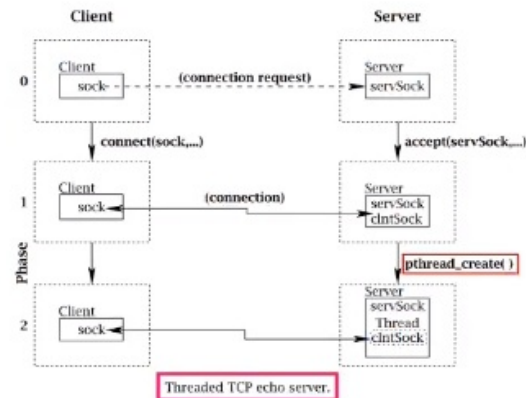 Client
Server
Client
sock
(connection request)
Server
servSock
0
connect(sock,...)
accept(servSock,...)
Client
sock
(connection)
Server
servSock
clntSock
1
Phase
pthread_create( )
Client
sock
Server
servSock
Thread
clntSock
2
Threaded TCP echo server.